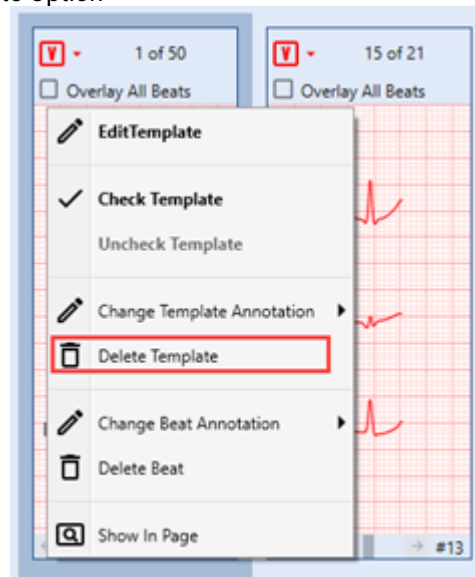 V 1 of 50 V 15 of 21
Overlay All Beats Overlay All Beats
EditTemplate
Check Template
Uncheck Template
Change Template Annotation
Delete Template
Change Beat Annotation
Delete Beat
Show In Page
#13